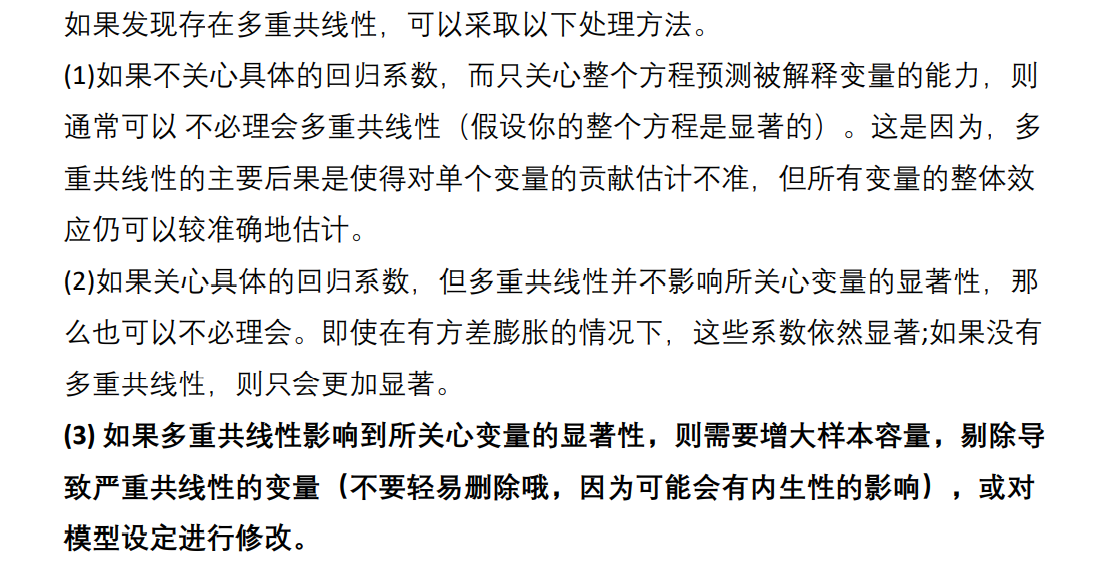 如果发现存在多重共线性，可以采取以下处理方法。
(1)如果不关心具体的回归系数，而只关心整个方程预测被解释变量的能力，则
通常可以 不必理会多重共线性（假设你的整个方程是显著的）。这是因为，多
重共线性的主要后果是使得对单个变量的贡献估计不准，但所有变量的整体效
应仍可以较准确地估计。
(2)如果关心具体的回归系数，但多重共线性并不影响所关心变量的显著性，那
么也可以不必理会。即使在有方差膨胀的情况下，这些系数依然显著;如果没有
多重共线性，则只会更加显著。
(3) 如果多重共线性影响到所关心变量的显著性，则需要增大样本容量，剔除导
致严重共线性的变量（不要轻易删除哦，因为可能会有内生性的影响），或对
模型设定进行修改。